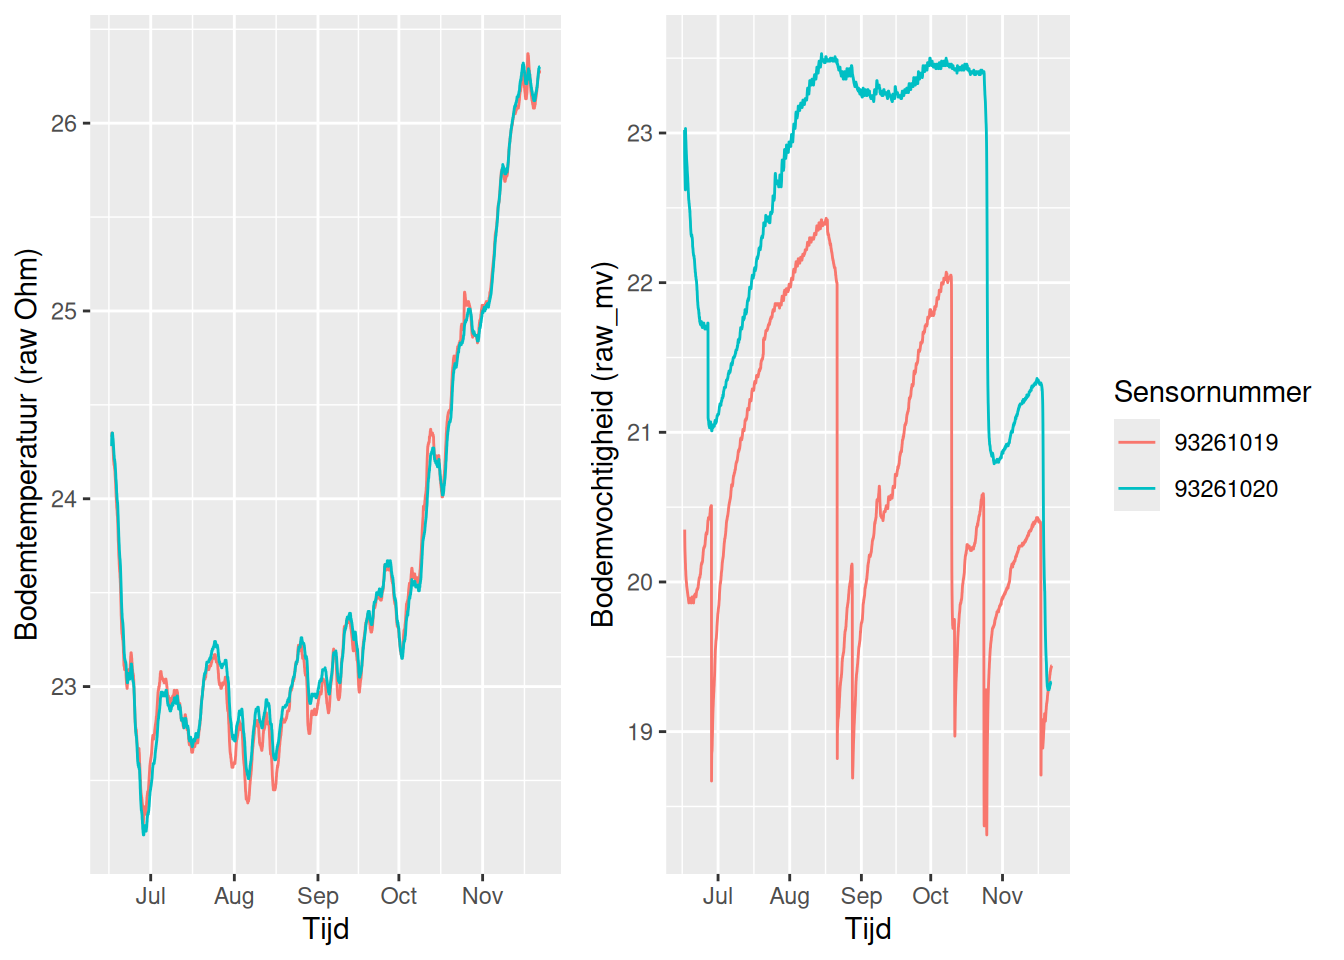 Bodemtemperatuur (raw Ohm)
26
25
24
23
Jul Aug Sep Oct Nov
Tijd
Bodemvochtigheid (raw_mv)
23
22
21
20
19
Jul Aug Sep Oct Nov
Tijd
Sensornummer
93261019
93261020